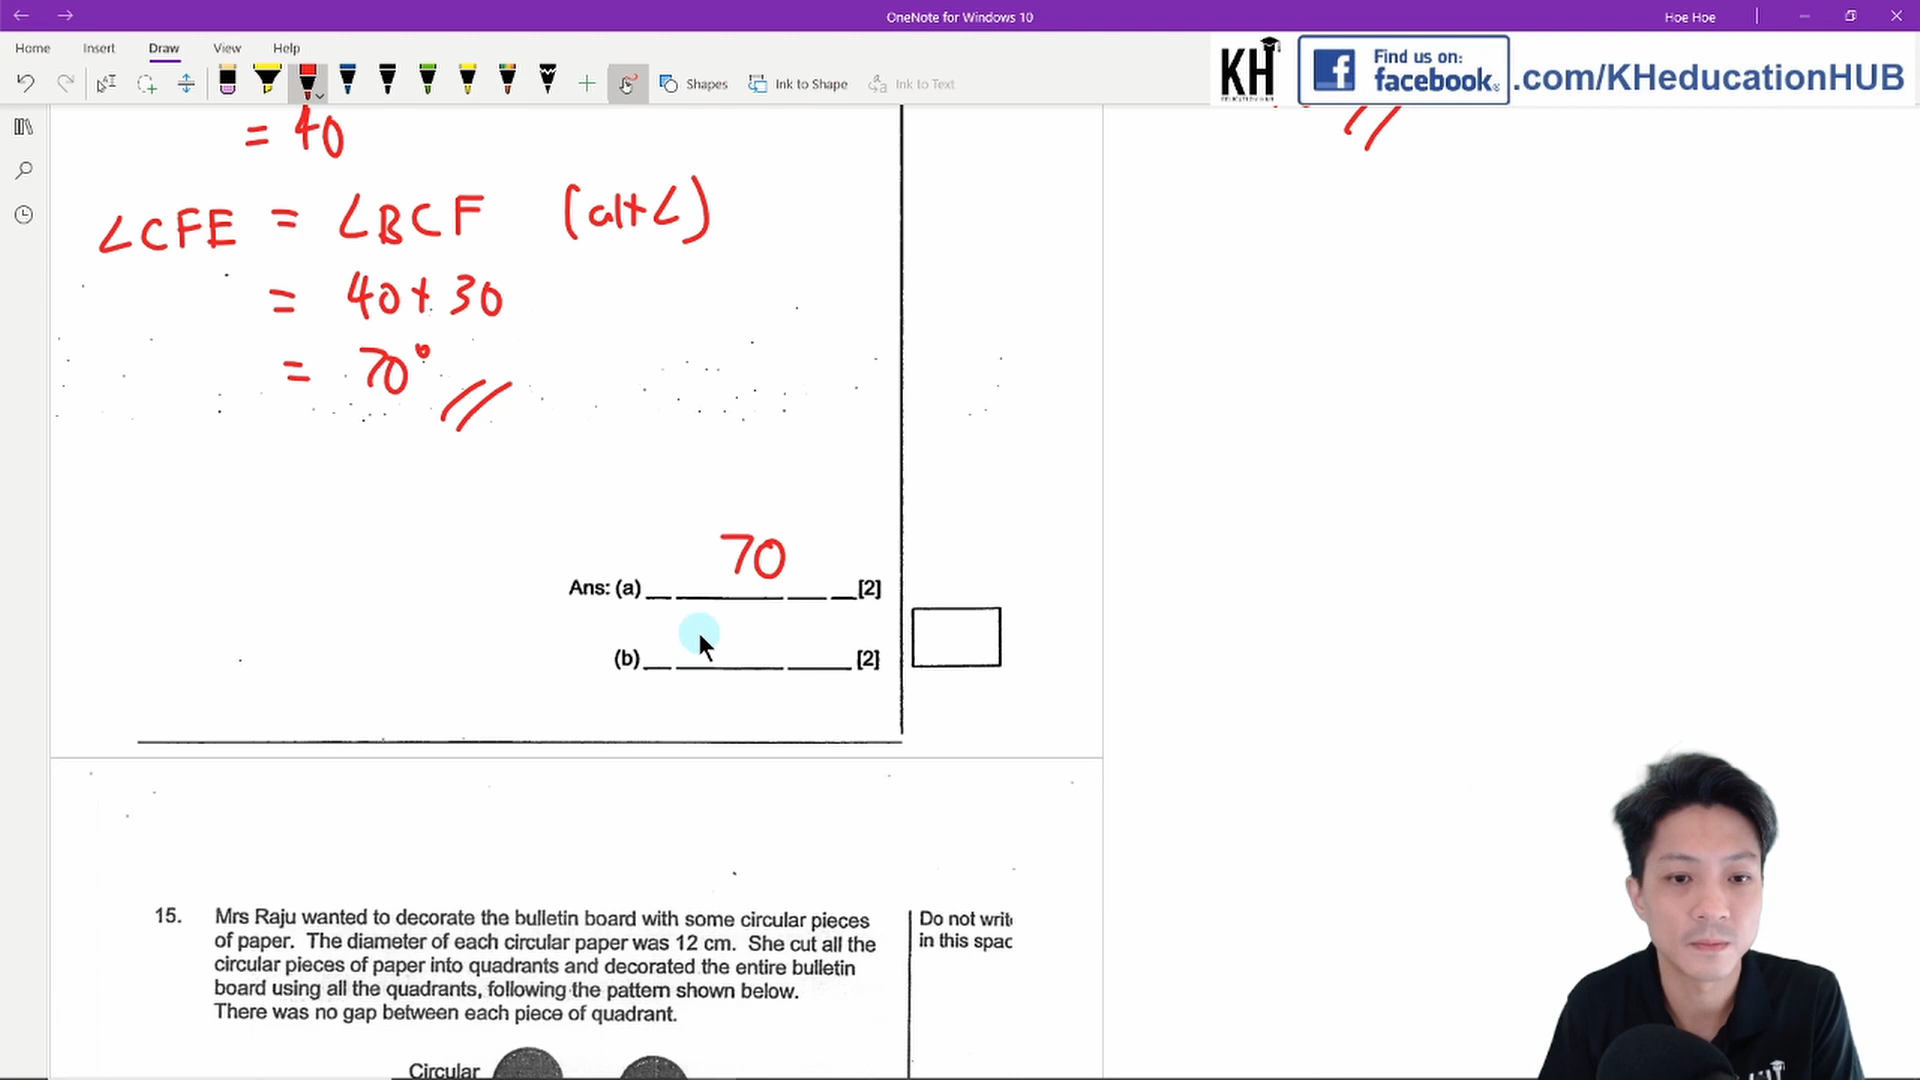 OneNote for Windows 10
Hoe Hoe
Home Insert Draw View Help
Shapes
Ink to Shape
Ink to Text
KH
Find us on:
facebook
.com/KHeducationHUB
= 40
∠CFE = ∠BCF (alt∠)
= 40+30
= 70°
70
Ans: (a) [2]
(b) [2]
15. Mrs Raju wanted to decorate the bulletin board with some circular pieces
of paper. The diameter of each circular paper was 12 cm. She cut all the
circular pieces of paper into quadrants and decorated the entire bulletin
board using all the quadrants, following the pattern shown below.
There was no gap between each piece of quadrant.
Do not write
in this spac
Circular